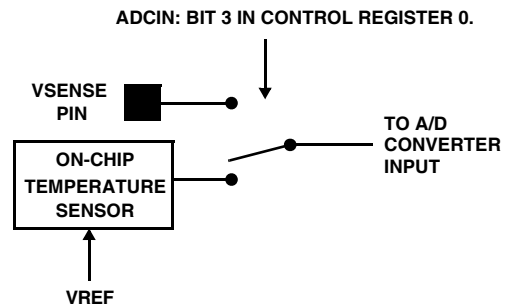 ADCIN: BIT 3 IN CONTROL REGISTER 0.
VSENSE
PIN
TO A/D
CONVERTER
INPUT
ON-CHIP
TEMPERATURE
SENSOR
VREF